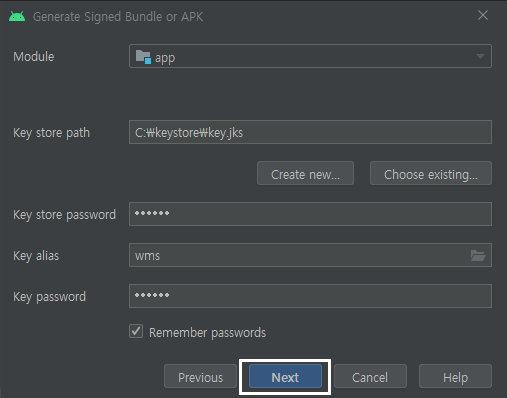 Generate Signed Bundle or APK
Module
app
Key store path
C:₩keystore₩key.jks
Create new...
Choose existing...
Key store password
••••••
Key alias
wms
Key password
••••••
Remember passwords
Previous
Next
Cancel
Help